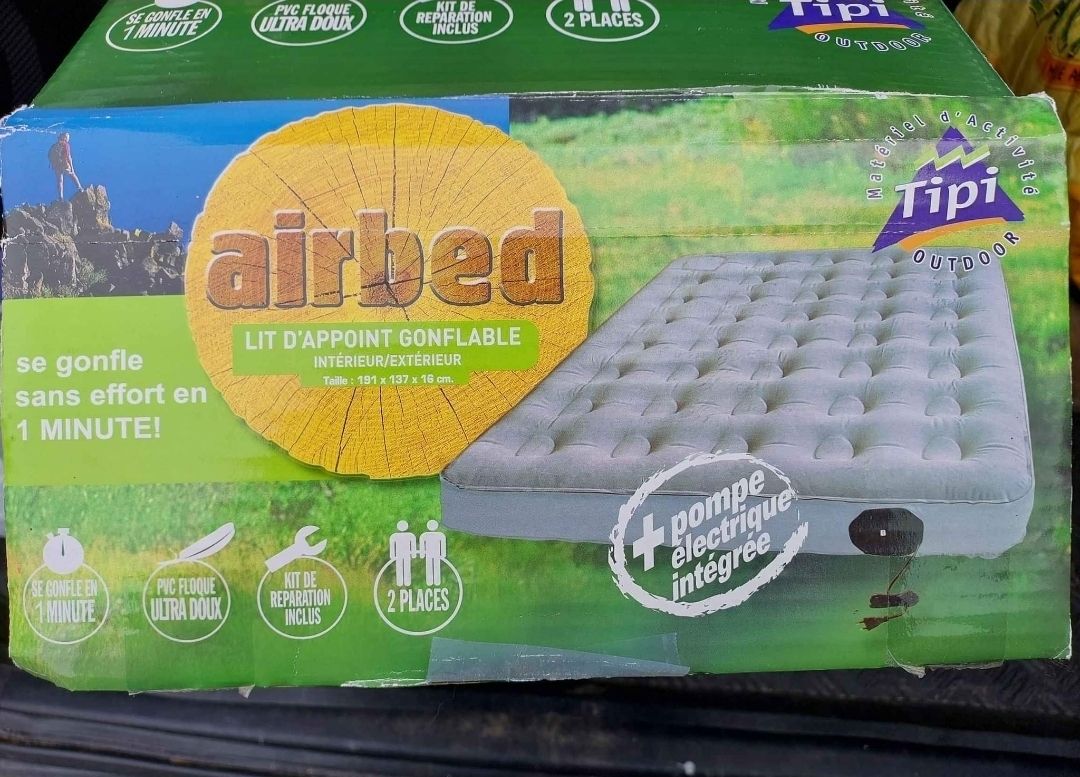 SE GONFLE EN
1 MINUTE
PVC FLOQUE
ULTRA DOUX
KIT DE
REPARATION
INCLUS
2 PLACES
Tipi
OUTDOOR
Matériel d'Activité
Tipi
OUTDOOR
airbed
LIT D'APPOINT GONFLABLE
INTÉRIEUR/EXTÉRIEUR
Taille : 191 x 137 x 16 cm.
se gonfle
sans effort en
1 MINUTE!
+ pompe
électrique
intégrée
SE GONFLE EN
1 MINUTE
PVC FLOQUE
ULTRA DOUX
KIT DE
REPARATION
INCLUS
2 PLACES